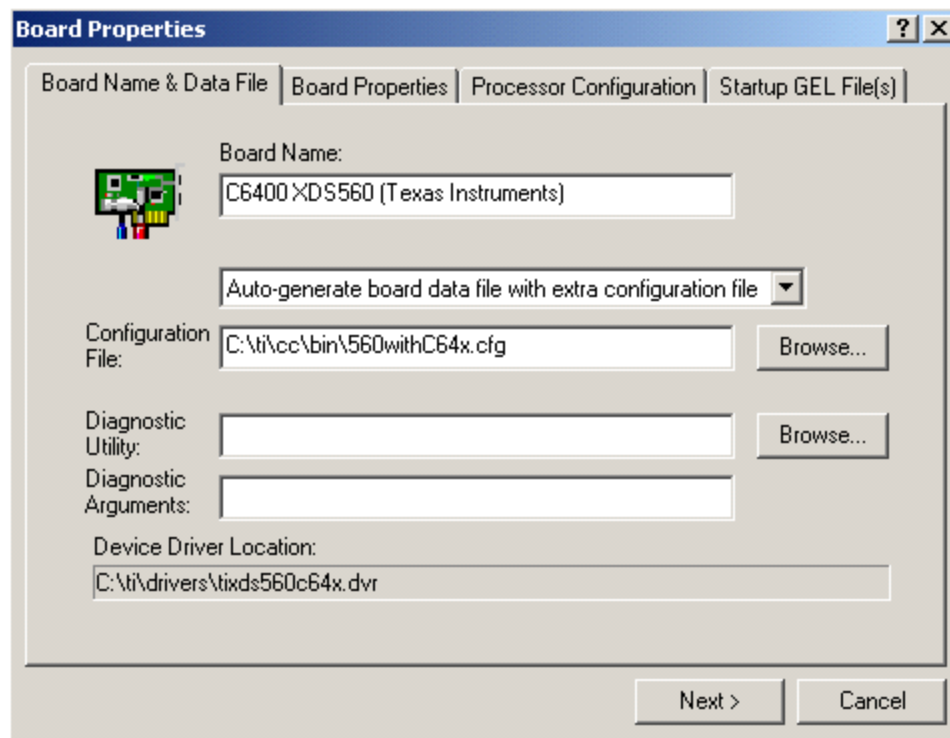 Board Properties
Board Name & Data File Board Properties Processor Configuration Startup GEL File(s)
Board Name:
C6400 XDS560 (Texas Instruments)
Auto-generate board data file with extra configuration file
Configuration
File:
C:\ti\cc\bin\560withC64x.cfg
Browse...
Diagnostic
Utility:
Browse...
Diagnostic
Arguments:
Device Driver Location:
C:\ti\drivers\tixds560c64x.dvr
Next >
Cancel